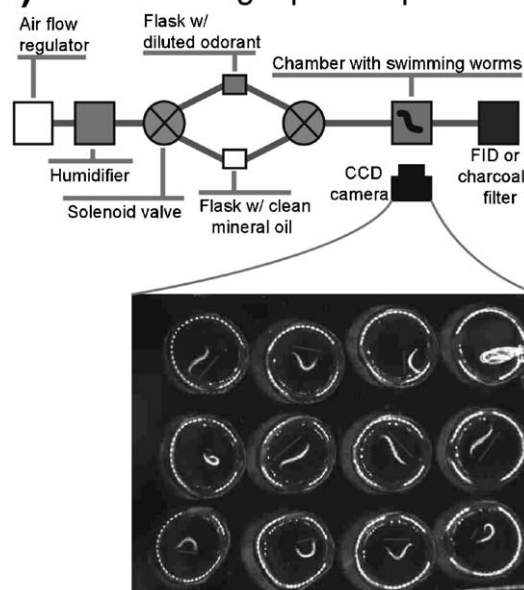 Air flow
regulator
Flask w/
diluted odorant
Chamber with swimming worms
Humidifier
Solenoid valve
Flask w/ clean
mineral oil
CCD
camera
FID or
charcoal
filter